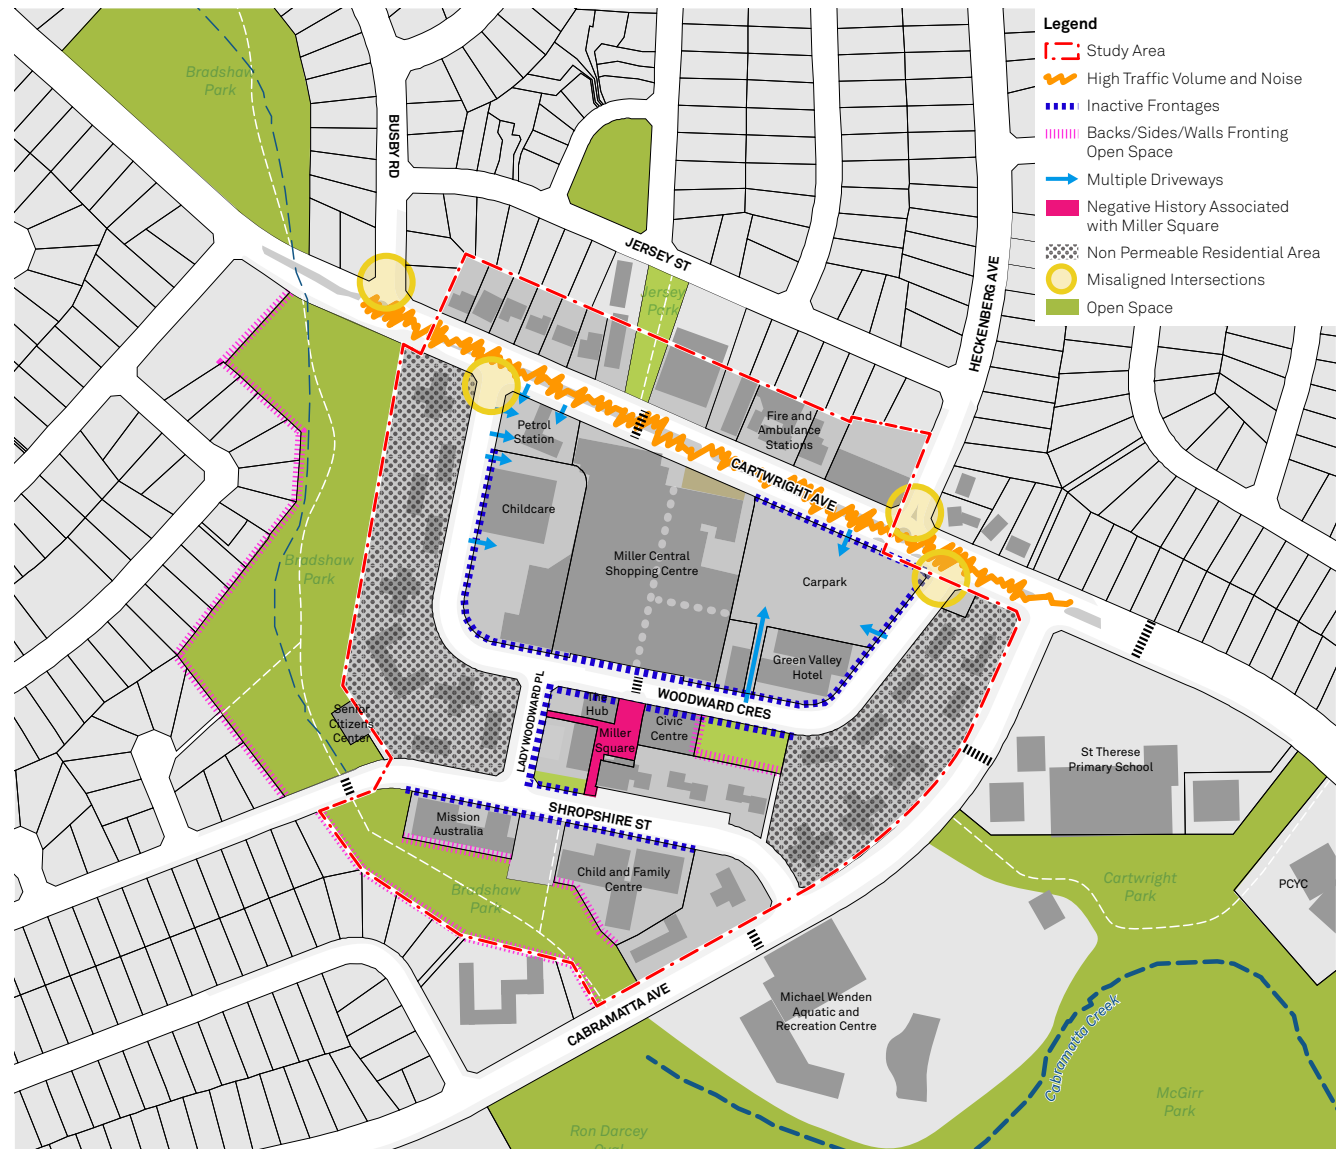 Legend
Study Area
High Traffic Volume and Noise
Inactive Frontages
Backs/Sides/Walls Fronting
Open Space
Multiple Driveways
Negative History Associated
with Miller Square
Non Permeable Residential Area
Misaligned Intersections
Open Space
Bradshaw
Park
BUSBY RD
JERSEY ST
Jersey
Park
HECKENBERG AVE
Petrol
Station
Fire and
Ambulance
Stations
CARTWRIGHT AVE
Childcare
Miller Central
Shopping Centre
Carpark
Bradshaw
Park
Green Valley
Hotel
WOODWARD CRES
LADY WOODWARD PL
Senior
Citizens
Center
Hub
Civic
Centre
Miller
Square
St Therese
Primary School
SHROPSHIRE ST
Mission
Australia
Child and Family
Centre
Bradshaw
Park
Cartwright
Park
PCYC
CABRAMATTA AVE
Michael Wenden
Aquatic and
Recreation Centre
Cabramatta Creek
McGirr
Park
Ron Darcey
Oval